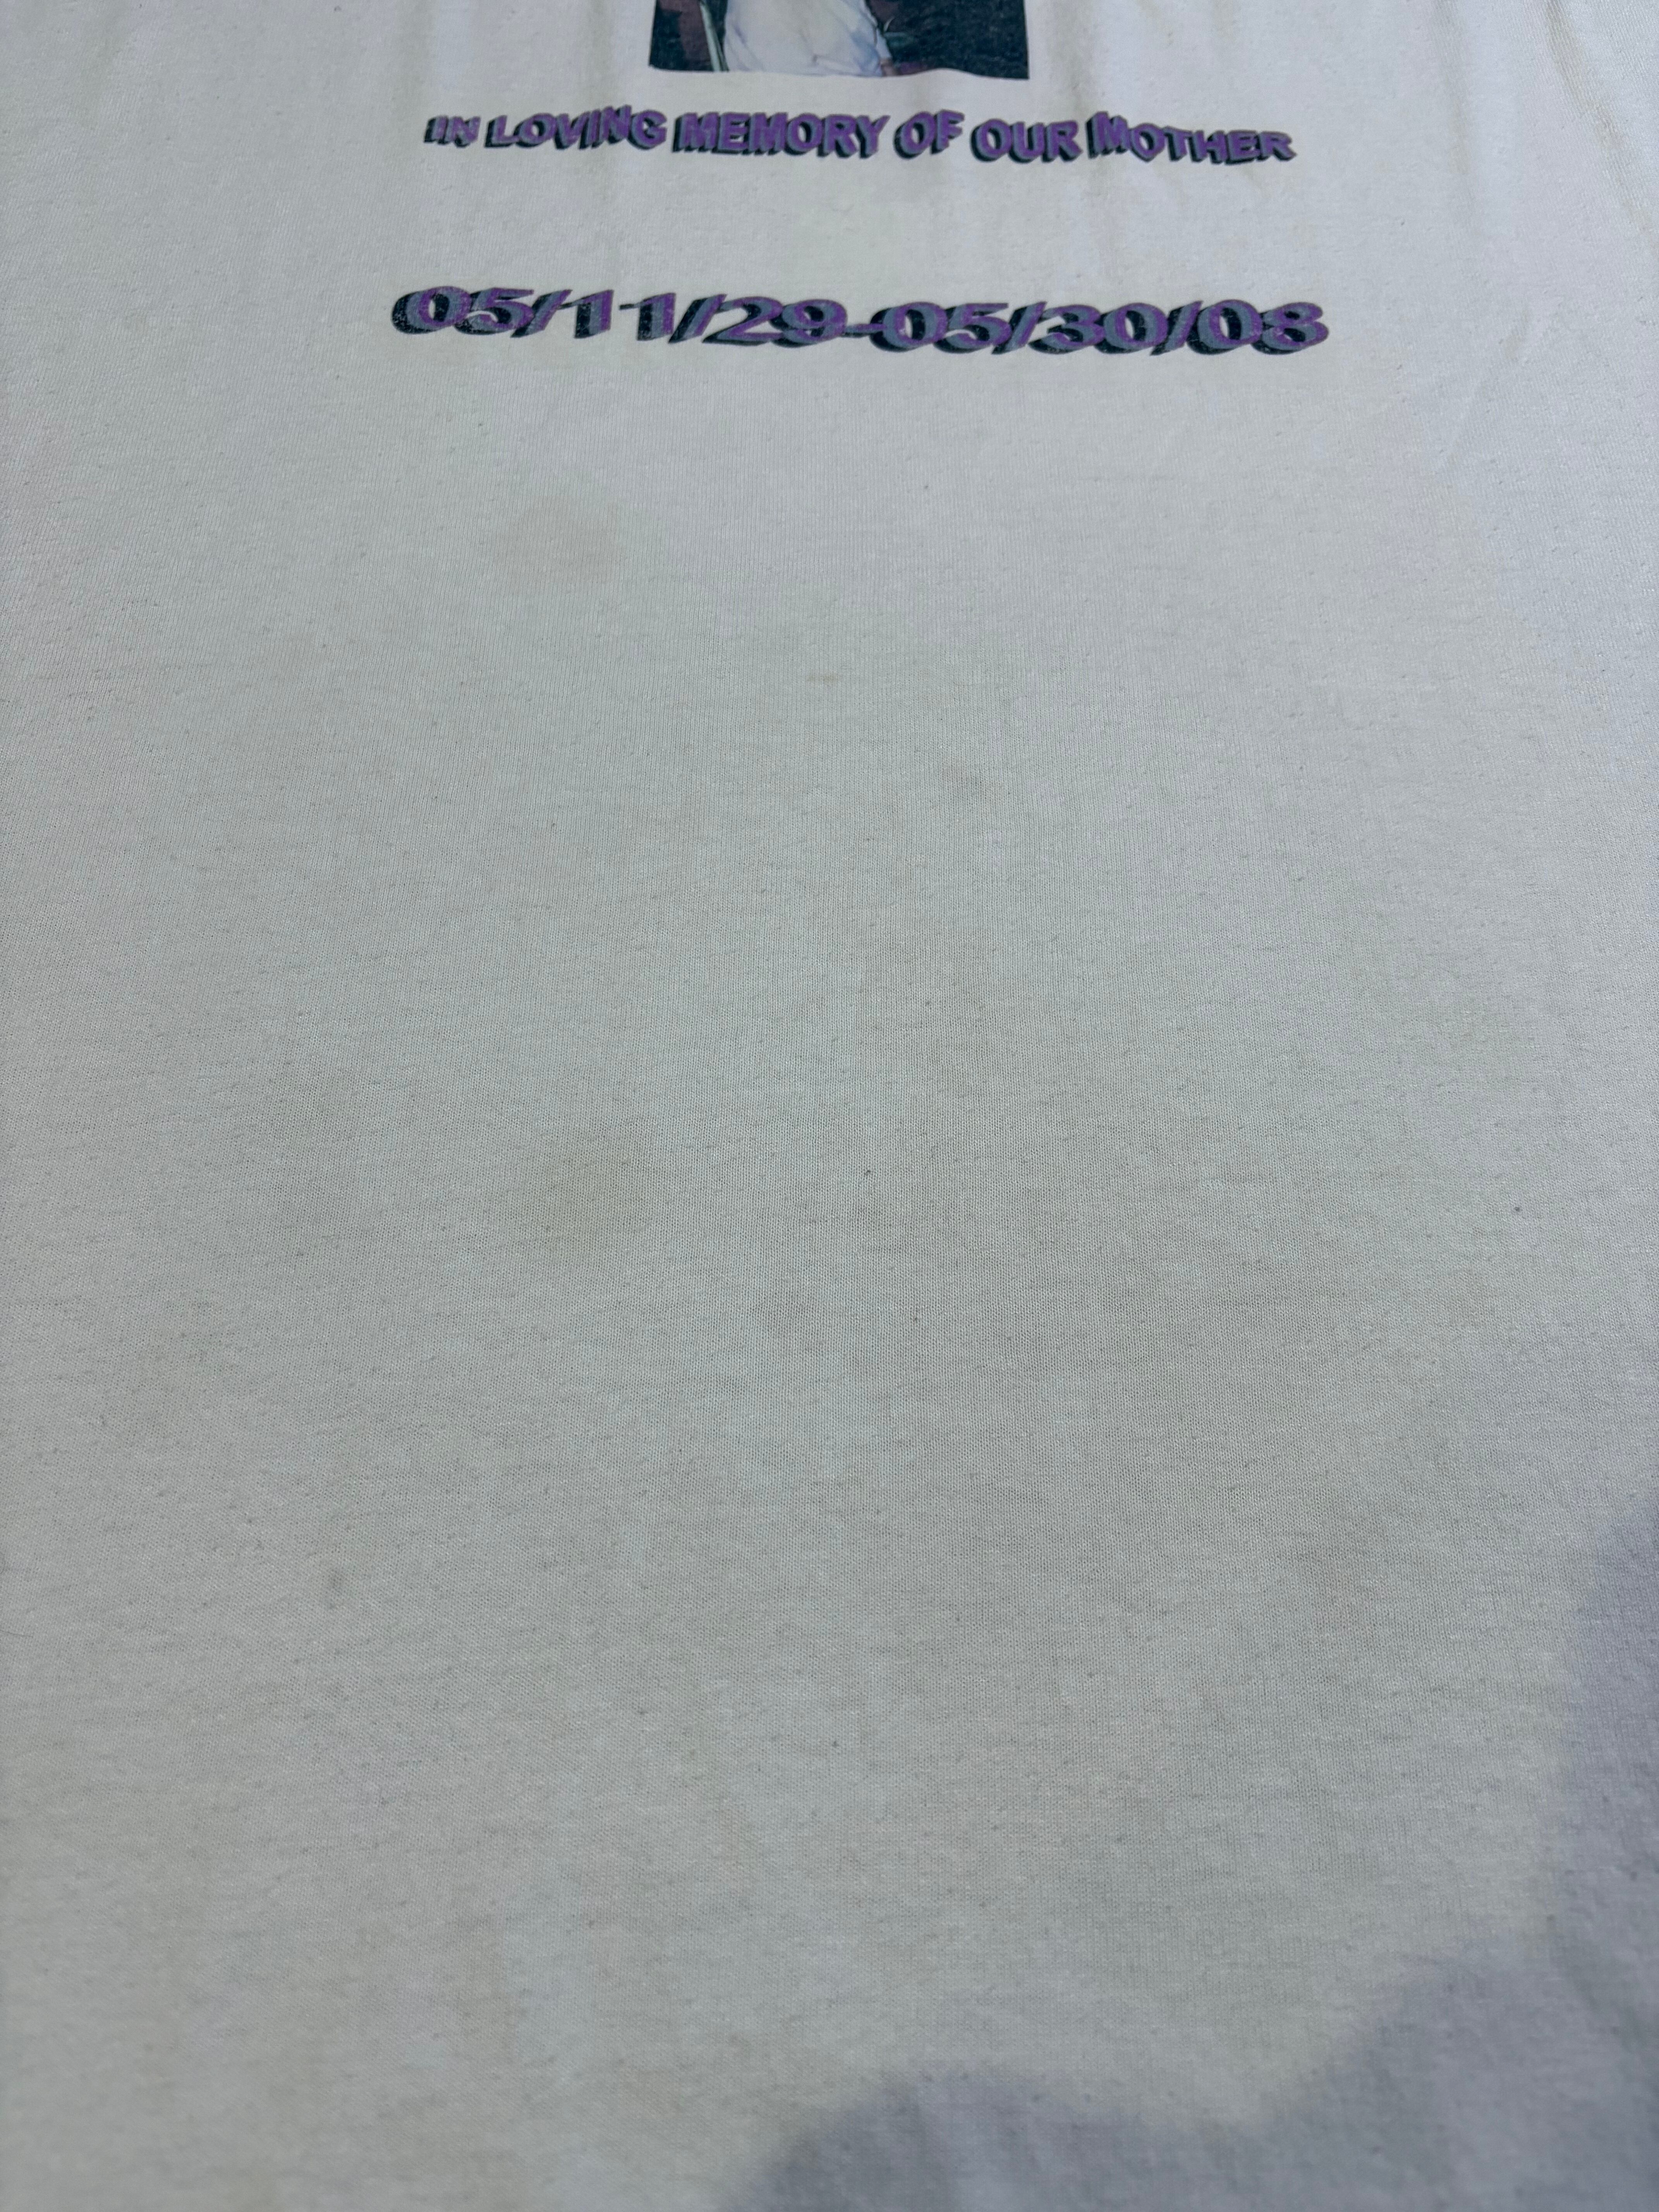 IN LOVING MEMORY OF OUR MOTHER
05/11/29-05/30/08